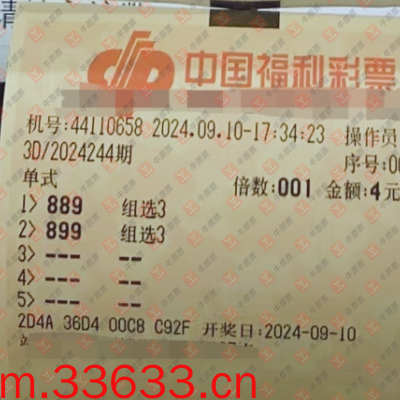 中国福利彩票
机号:44110658 2024.09.10-17:34:23 操作员
3D/2024244期 序号:00
单式 倍数:001 金额:4元
1> 889 组选3
2> 899 组选3
3> --- ---
4> --- ---
5> --- ---
2D4A 36D4 00C8 C92F 开奖日:2024-09-10
m.33633.cn